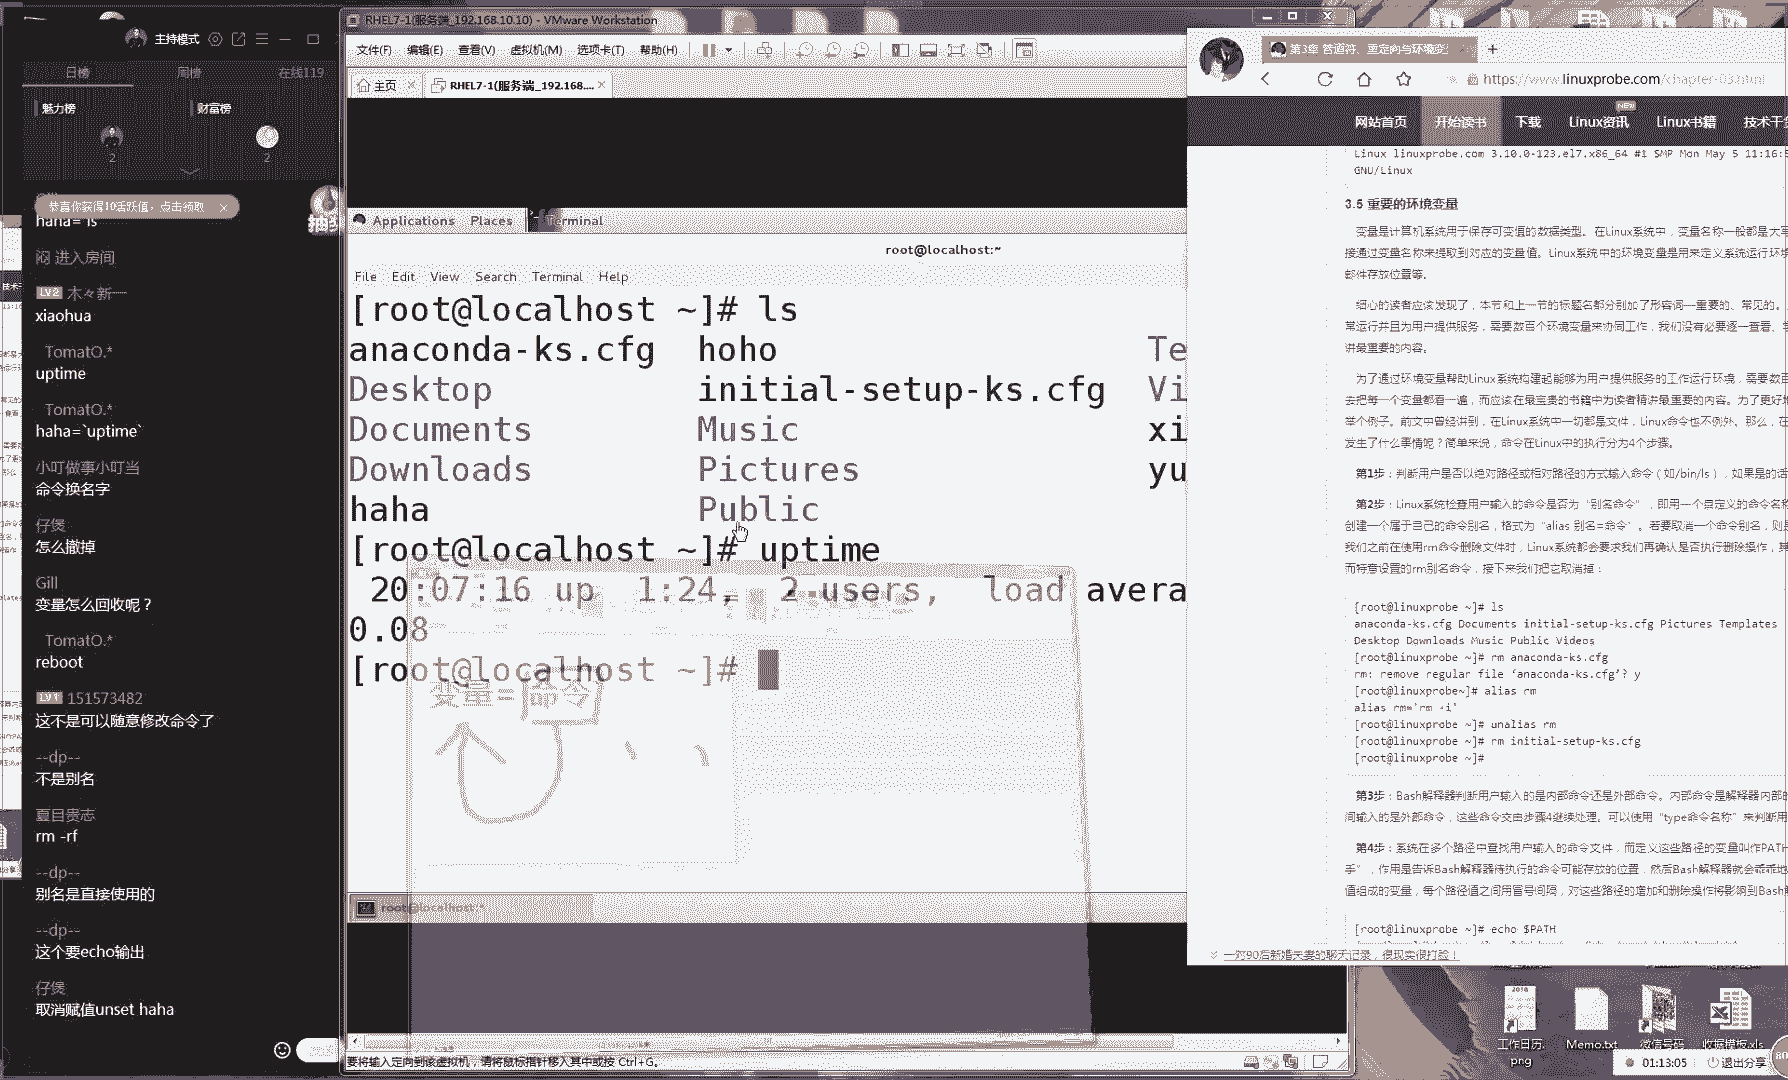 主持模式
日榜 周榜 在线119
魅力榜 财富榜
2 2
恭喜你获得10活跃值，点击领取 ×
haha=`ls
闷 进入房间
LV2 木々新一
xiaohua
TomatO.*
uptime
TomatO.*
haha=`uptime`
小叮做事小叮当
命令换名字
仔煲
怎么撤掉
Gill
变量怎么回收呢？
TomatO.*
reboot
LV1 151573482
这不是可以随意修改命令了
--dp--
不是别名
夏目贵志
rm -rf
--dp--
别名是直接使用的
--dp--
这个要echo输出
仔煲
取消赋值unset haha
RHEL7-1(服务端_192.168.10.10) - VMware Workstation
文件(F) 编辑(E) 查看(V) 虚拟机(M) 选项卡(T) 帮助(H)
主页 × RHEL7-1(服务端_192.168.... ×
Applications Places Terminal
root@localhost:~
File Edit View Search Terminal Help
[root@localhost ~]# ls
anaconda-ks.cfg hoho Te
Desktop initial-setup-ks.cfg Vi
Documents Music xi
Downloads Pictures yu
haha Public
[root@localhost ~]# uptime
20:07:16 up 1:24, 2 users, load avera
0.08
[root@localhost ~]#
变量=命令
root@localhost:~
要将输入定向到该虚拟机，请将鼠标指针移入其中或按 Ctrl+G。
第3章 管道符、重定向与环境变
https://www.linuxprobe.com/chapter-03.html
网站首页 开始读书 下载 Linux资讯 NEW Linux书籍 技术干
Linux linuxprobe.com 3.10.0-123.el7.x86_64 #1 SMP Mon May 5 11:16:
GNU/Linux
3.5 重要的环境变量
变量是计算机系统用于保存可变值的数据类型。在Linux系统中，变量名称一般都是大写
接通过变量名称来提取到对应的变量值。Linux系统中的环境变量是用来定义系统运行环境
邮件存放位置等。
细心的读者应该发现了，本节和上一节的标题名都分别加了形容词—重要的、常见的。
常运行并且为用户提供服务，需要数百个环境变量来协同工作，我们没有必要逐一查看、学
讲最重要的内容。
为了通过环境变量帮助Linux系统构建起能够为用户提供服务的工作运行环境，需要数百
去把每一个变量都看一遍，而应该在最宝贵的书籍中为读者精讲最重要的内容。为了更好地
举个例子。前文中曾经讲到，在Linux系统中一切都是文件，Linux命令也不例外。那么，在
发生了什么事情呢？简单来说，命令在Linux中的执行分为4个步骤。
第1步：判断用户是否以绝对路径或相对路径的方式输入命令（如/bin/ls），如果是的话
第2步：Linux系统检查用户输入的命令是否为“别名命令”，即用一个自定义的命令名称
创建一个属于自己的命令别名，格式为“alias 别名=命令”。若要取消一个命令别名，则是
我们之前在使用rm命令删除文件时，Linux系统都会要求我们再确认是否执行删除操作，其
而特意设置的rm别名命令，接下来我们把它取消掉：
[root@linuxprobe ~]# ls
anaconda-ks.cfg Documents initial-setup-ks.cfg Pictures Templates
Desktop Downloads Music Public Videos
[root@linuxprobe ~]# rm anaconda-ks.cfg
rm: remove regular file ‘anaconda-ks.cfg’? y
[root@linuxprobe~]# alias rm
alias rm='rm -i'
[root@linuxprobe ~]# unalias rm
[root@linuxprobe ~]# rm initial-setup-ks.cfg
[root@linuxprobe ~]#
第3步：Bash解释器判断用户输入的是内部命令还是外部命令。内部命令是解释器内部的
间输入的是外部命令，这些命令交由步骤4继续处理。可以使用“type命令名称”来判断用
第4步：系统在多个路径中查找用户输入的命令文件，而定义这些路径的变量叫作PATH
手”，作用是告诉Bash解释器待执行的命令可能存放的位置，然后Bash解释器就会乖乖地
值组成的变量，每个路径值之间用冒号间隔，对这些路径的增加和删除操作将影响到Bash
[root@linuxprobe ~]# echo $PATH
一对90后新婚夫妻的聊天记录，很现实很打脸！
工作日历.png Memo.txt 微信号码 收据模板.xls
01:13:05 退出分享